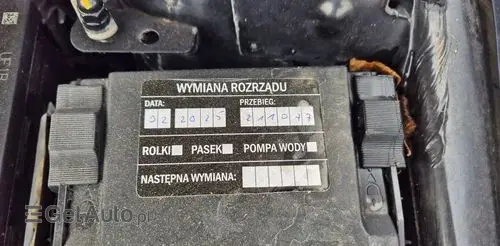 WYMIANA ROZRZĄDU
DATA: PRZEBIEG:
02 2025 211077
ROLKI PASEK POMPA WODY
NASTĘPNA WYMIANA:
GetAuto.pl